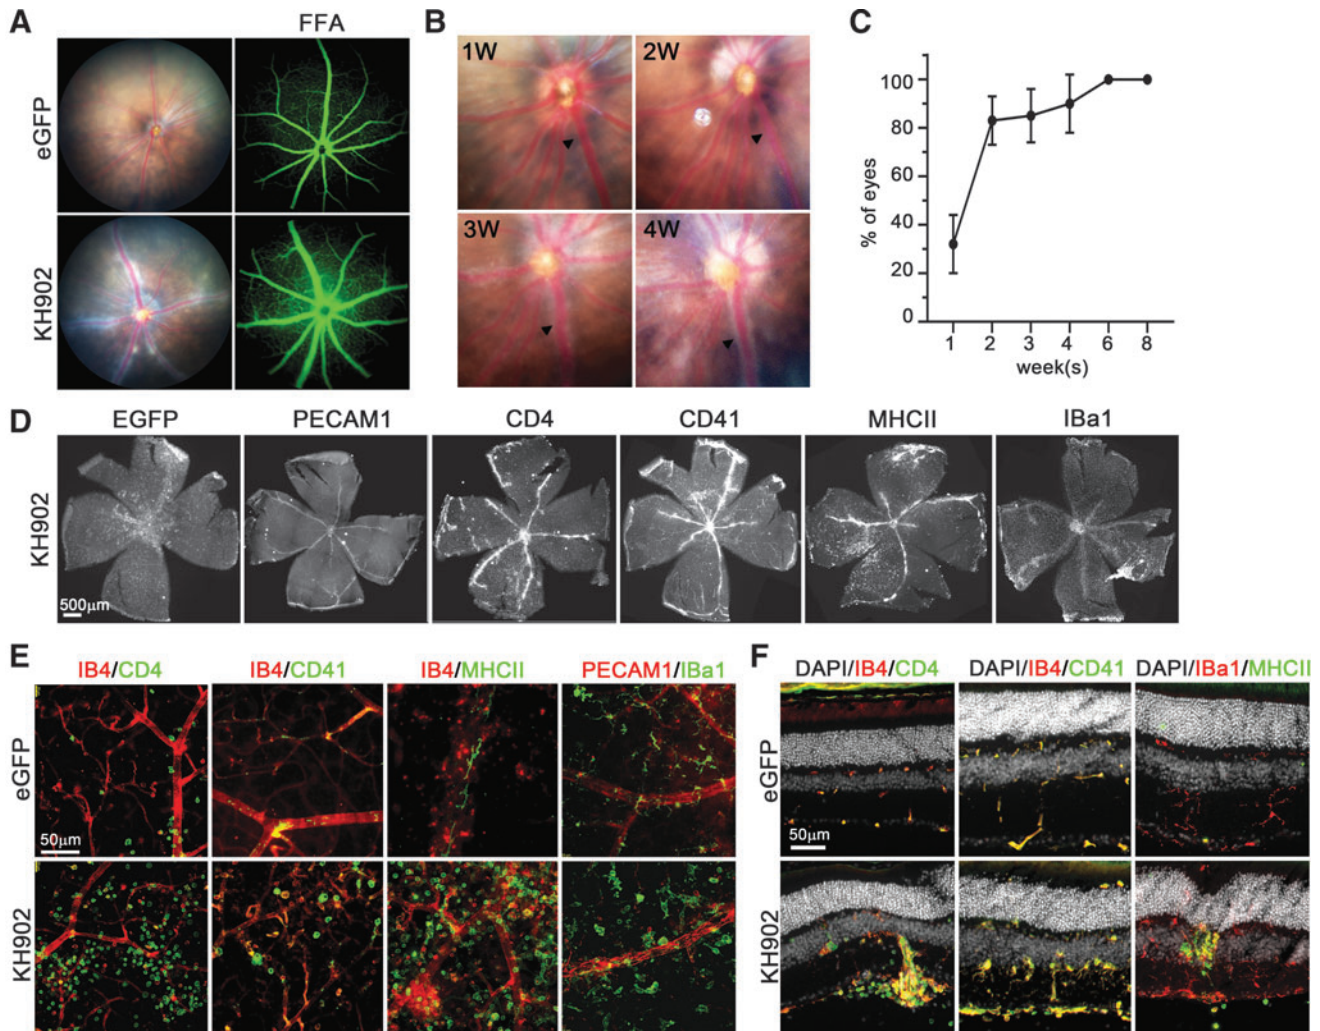 A
FFA
eGFP
KH902
B
1W
2W
3W
4W
C
% of eyes
100
80
60
40
20
0
1 2 3 4 6 8
week(s)
D
EGFP PECAM1 CD4 CD41 MHCII IBa1
KH902
500μm
E
IB4/CD4 IB4/CD41 IB4/MHCII PECAM1/IBa1
eGFP
50μm
KH902
F
DAPI/IB4/CD4 DAPI/IB4/CD41 DAPI/IBa1/MHCII
eGFP
50μm
KH902